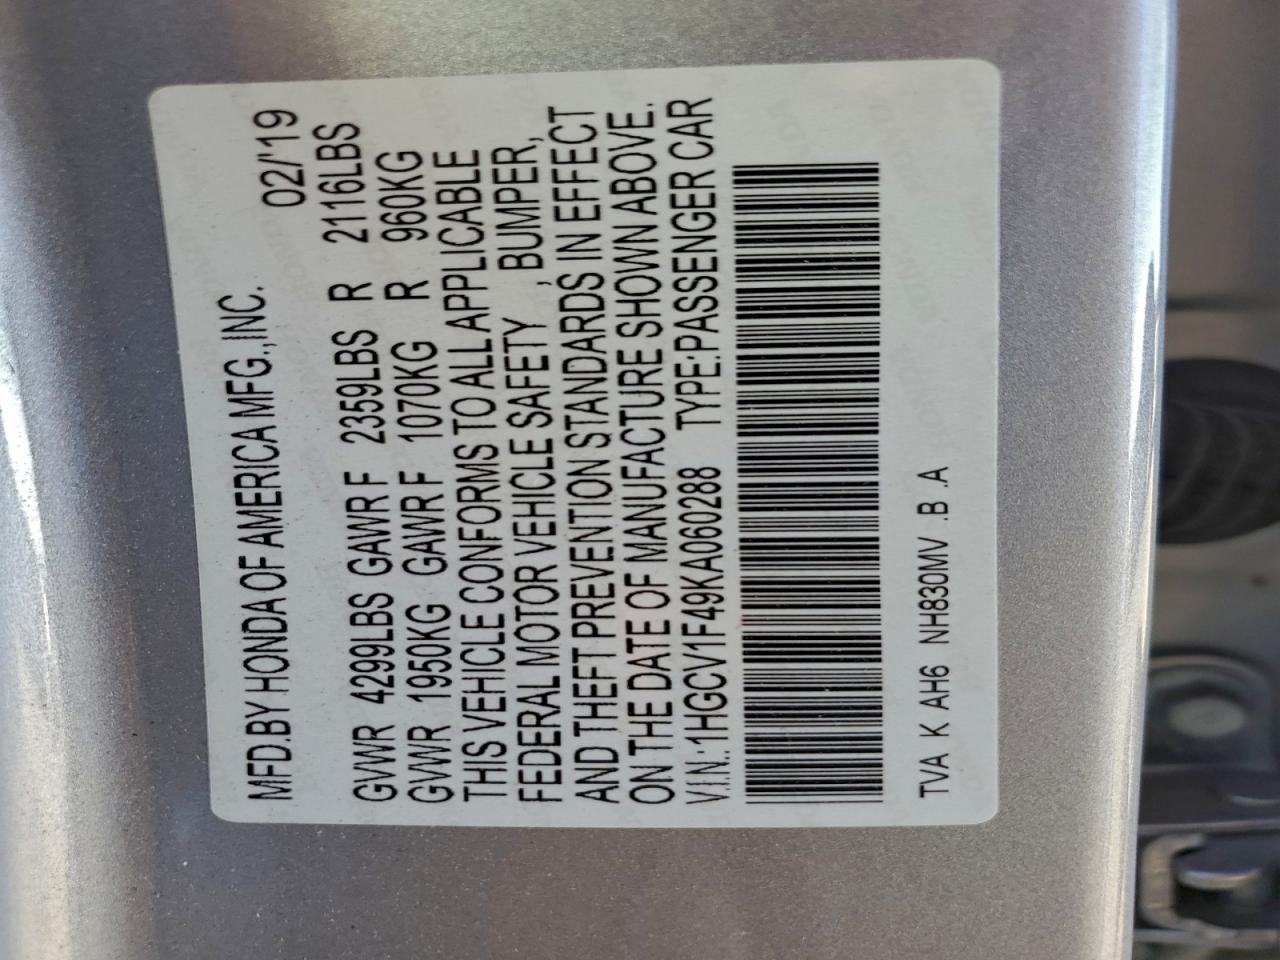 MFD.BY HONDA OF AMERICA MFG.,INC. 02/'19
GVWR 4299LBS GAWR F 2359LBS R 2116LBS
GVWR 1950KG GAWR F 1070KG R 960KG
THIS VEHICLE CONFORMS TO ALL APPLICABLE
FEDERAL MOTOR VEHICLE SAFETY , BUMPER,
AND THEFT PREVENTION STANDARDS IN EFFECT
ON THE DATE OF MANUFACTURE SHOWN ABOVE.
V.I.N.:1HGCV1F49KA060288 TYPE:PASSENGER CAR
TVA K AH6 NH830MV .B .A